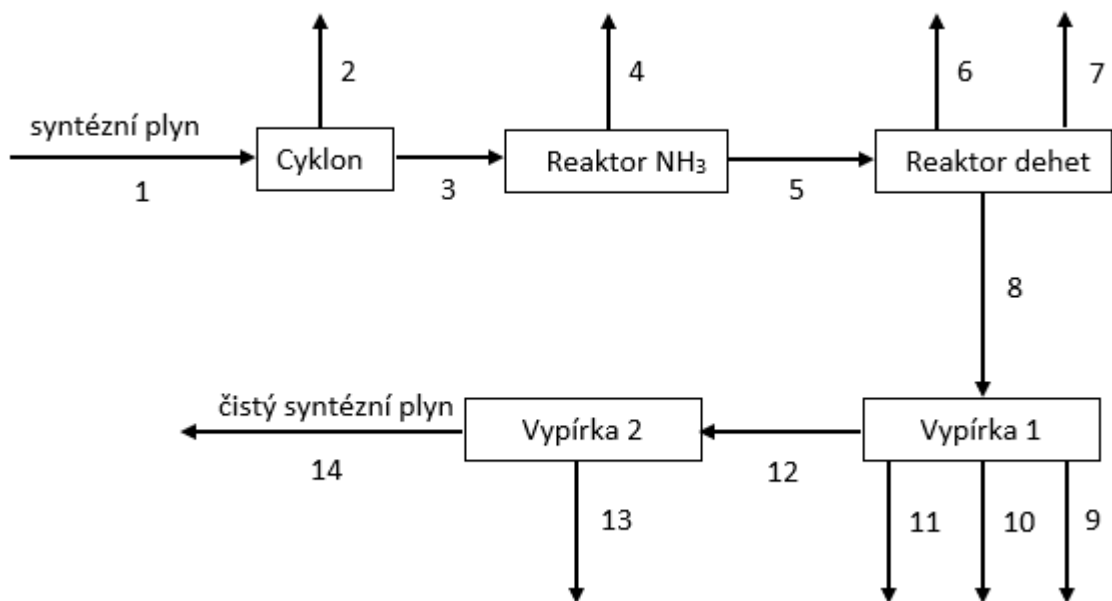 2
4
6
7
syntézní plyn
Cyklon
Reaktor NH₃
Reaktor dehet
1
3
5
8
čistý syntézní plyn
Vypírka 2
Vypírka 1
14
12
13
11
10
9